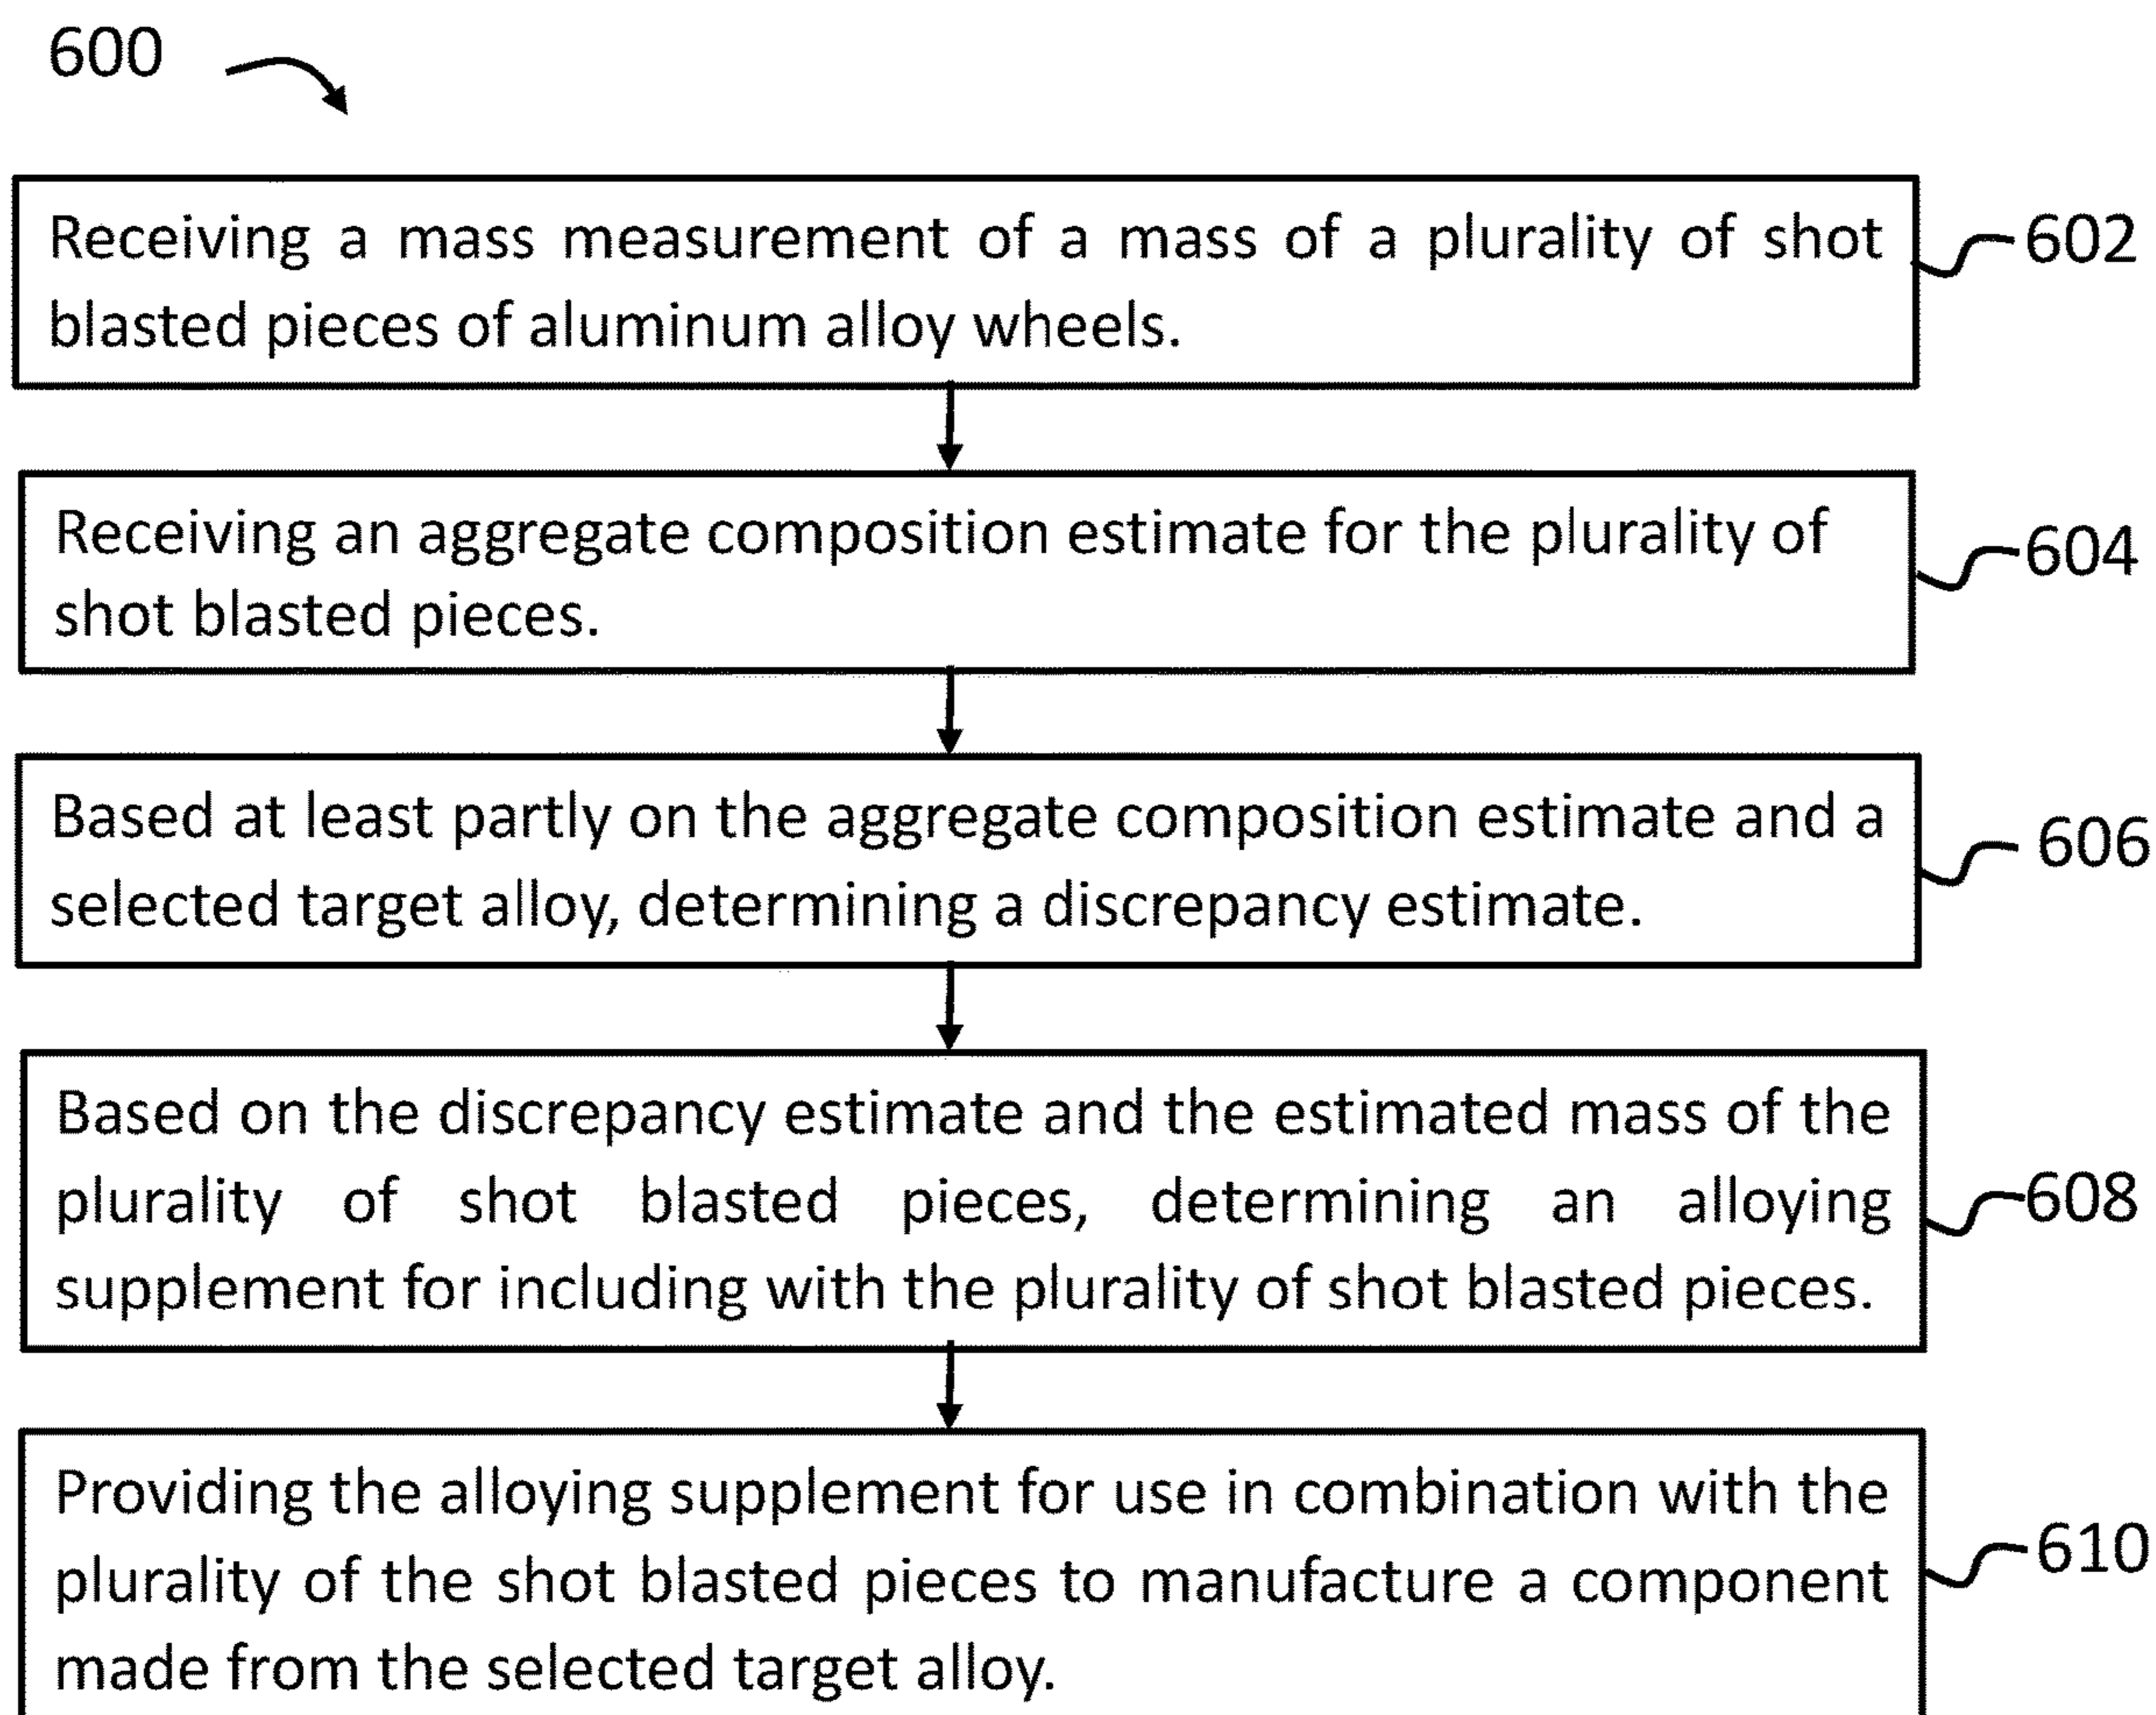 600
Receiving a mass measurement of a mass of a plurality of shot
blasted pieces of aluminum alloy wheels.
602
Receiving an aggregate composition estimate for the plurality of
shot blasted pieces.
604
Based at least partly on the aggregate composition estimate and a
selected target alloy, determining a discrepancy estimate.
606
Based on the discrepancy estimate and the estimated mass of the
plurality of shot blasted pieces, determining an alloying
supplement for including with the plurality of shot blasted pieces.
608
Providing the alloying supplement for use in combination with the
plurality of the shot blasted pieces to manufacture a component
made from the selected target alloy.
610